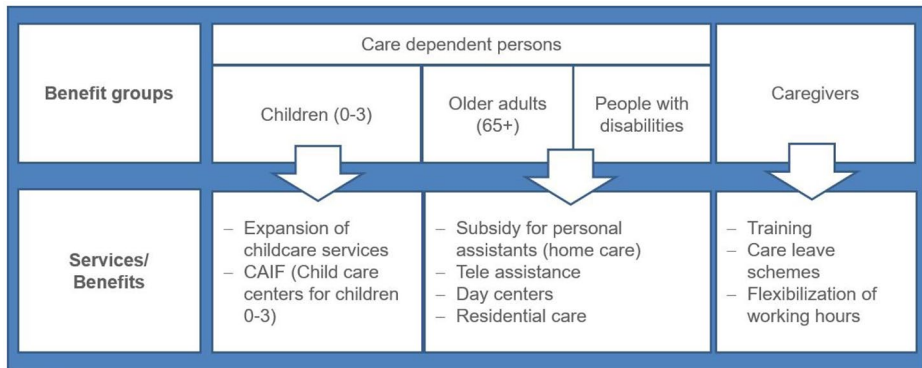 Care dependent persons
Benefit groups
Children (0-3)
Older adults
(65+)
People with
disabilities
Caregivers
Services/
Benefits
– Expansion of
childcare services
– CAIF (Child care
centers for children
0-3)
– Subsidy for personal
assistants (home care)
– Tele assistance
– Day centers
– Residential care
– Training
– Care leave
schemes
– Flexibilization of
working hours